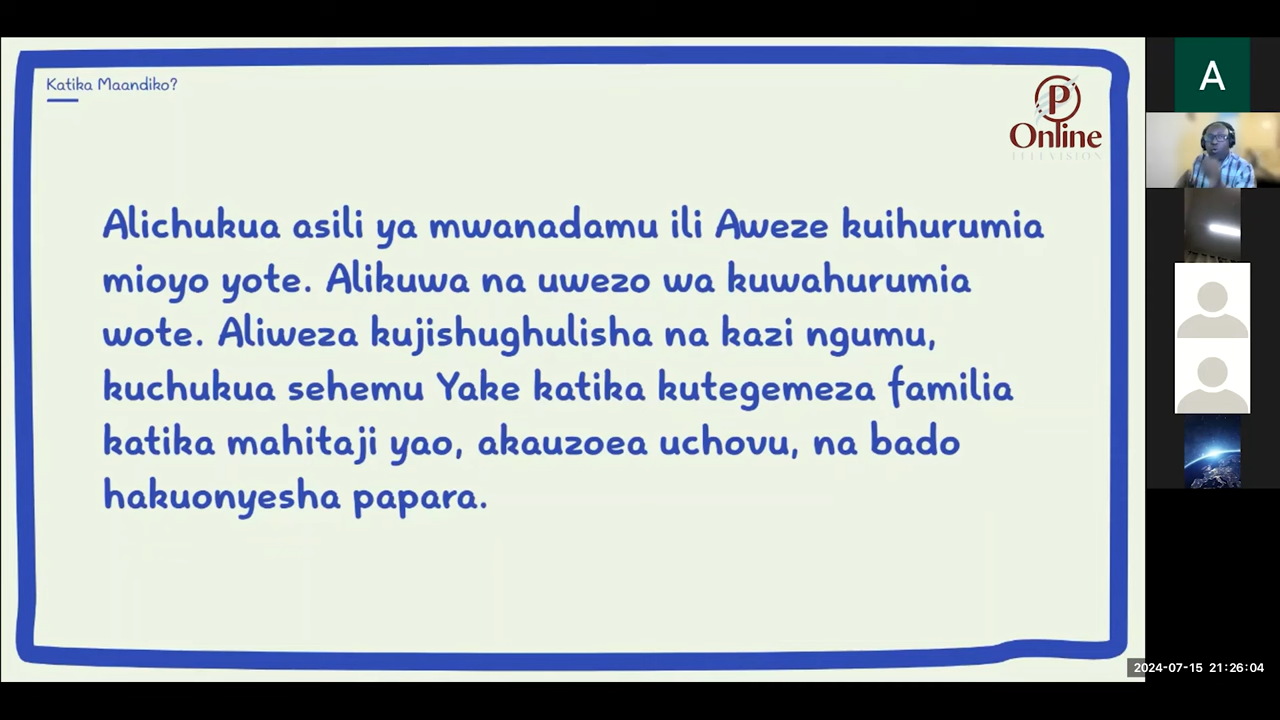 Katika Maandiko?
P
Online
TELEVISION
A
Alichukua asili ya mwanadamu ili Aweze kuihurumia
mioyo yote. Alikuwa na uwezo wa kuwahurumia
wote. Aliweza kujishughulisha na kazi ngumu,
kuchukua sehemu Yake katika kutegemeza familia
katika mahitaji yao, akauzoea uchovu, na bado
hakuonyesha papara.
2024-07-15 21:26:04